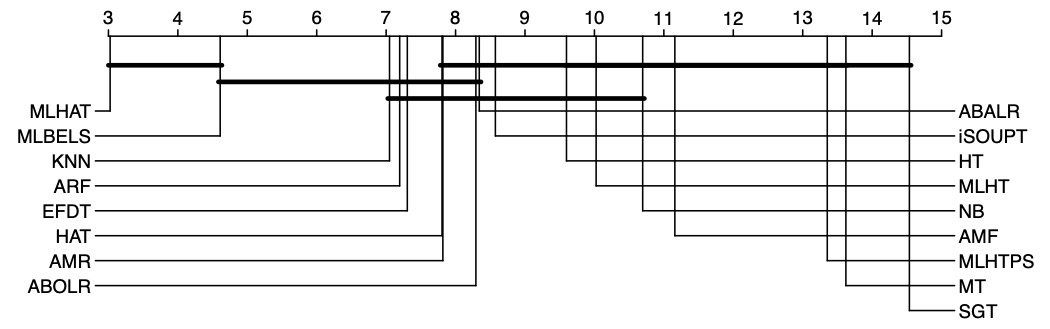 3 4 5 6 7 8 9 10 11 12 13 14 15
MLHAT ABALR
MLBELS iSOUPT
KNN HT
ARF MLHT
EFDT NB
HAT AMF
AMR MLHTPS
ABOLR MT
SGT